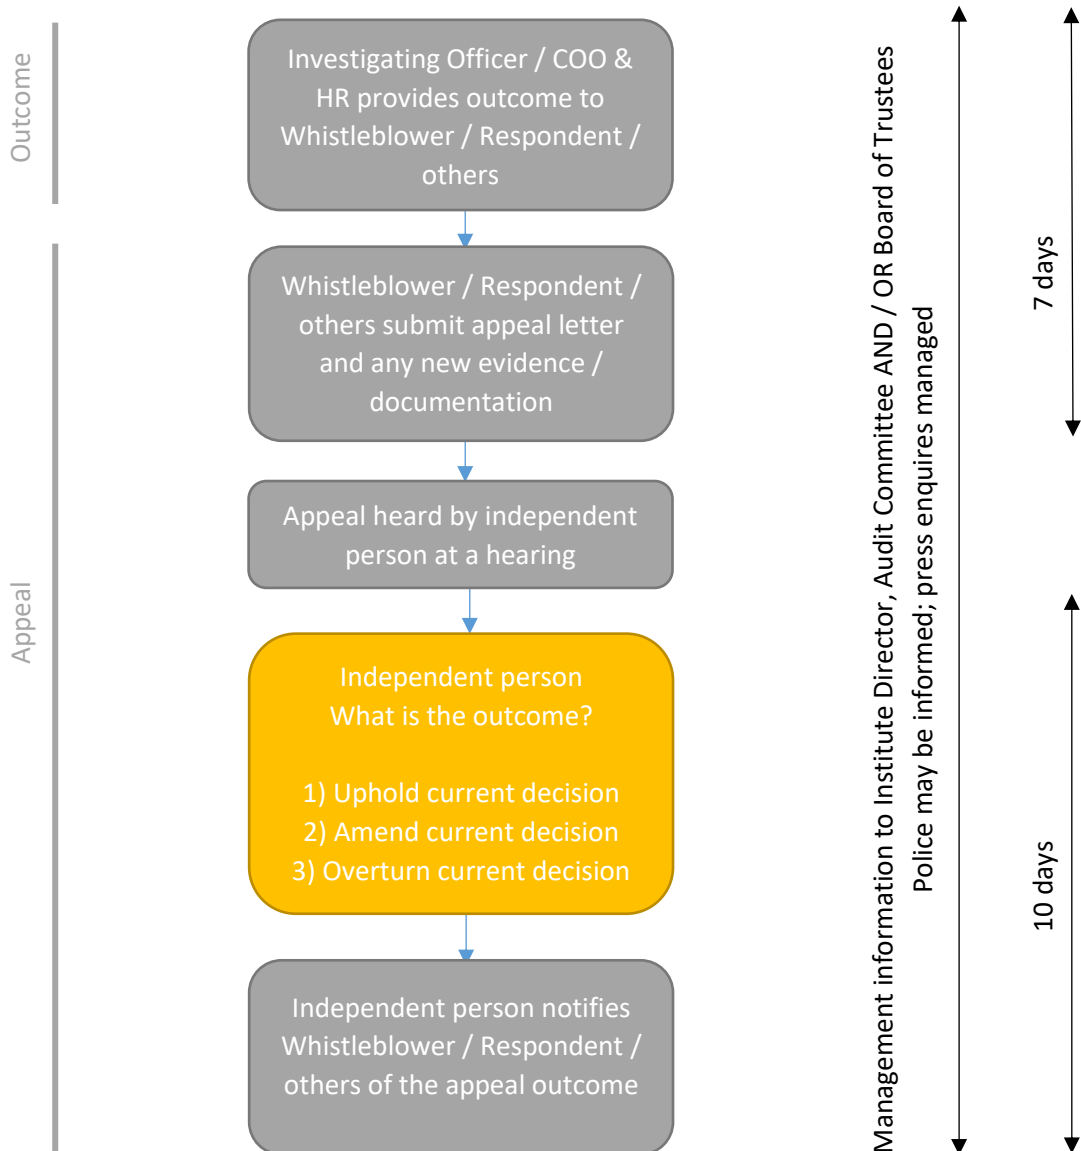 Outcome
Investigating Officer / COO &
HR provides outcome to
Whistleblower / Respondent /
others
Appeal
Whistleblower / Respondent /
others submit appeal letter
and any new evidence /
documentation
Appeal heard by independent
person at a hearing
Independent person
What is the outcome?
1) Uphold current decision
2) Amend current decision
3) Overturn current decision
Independent person notifies
Whistleblower / Respondent /
others of the appeal outcome
Management information to Institute Director, Audit Committee AND / OR Board of Trustees
Police may be informed; press enquires managed
7 days
10 days